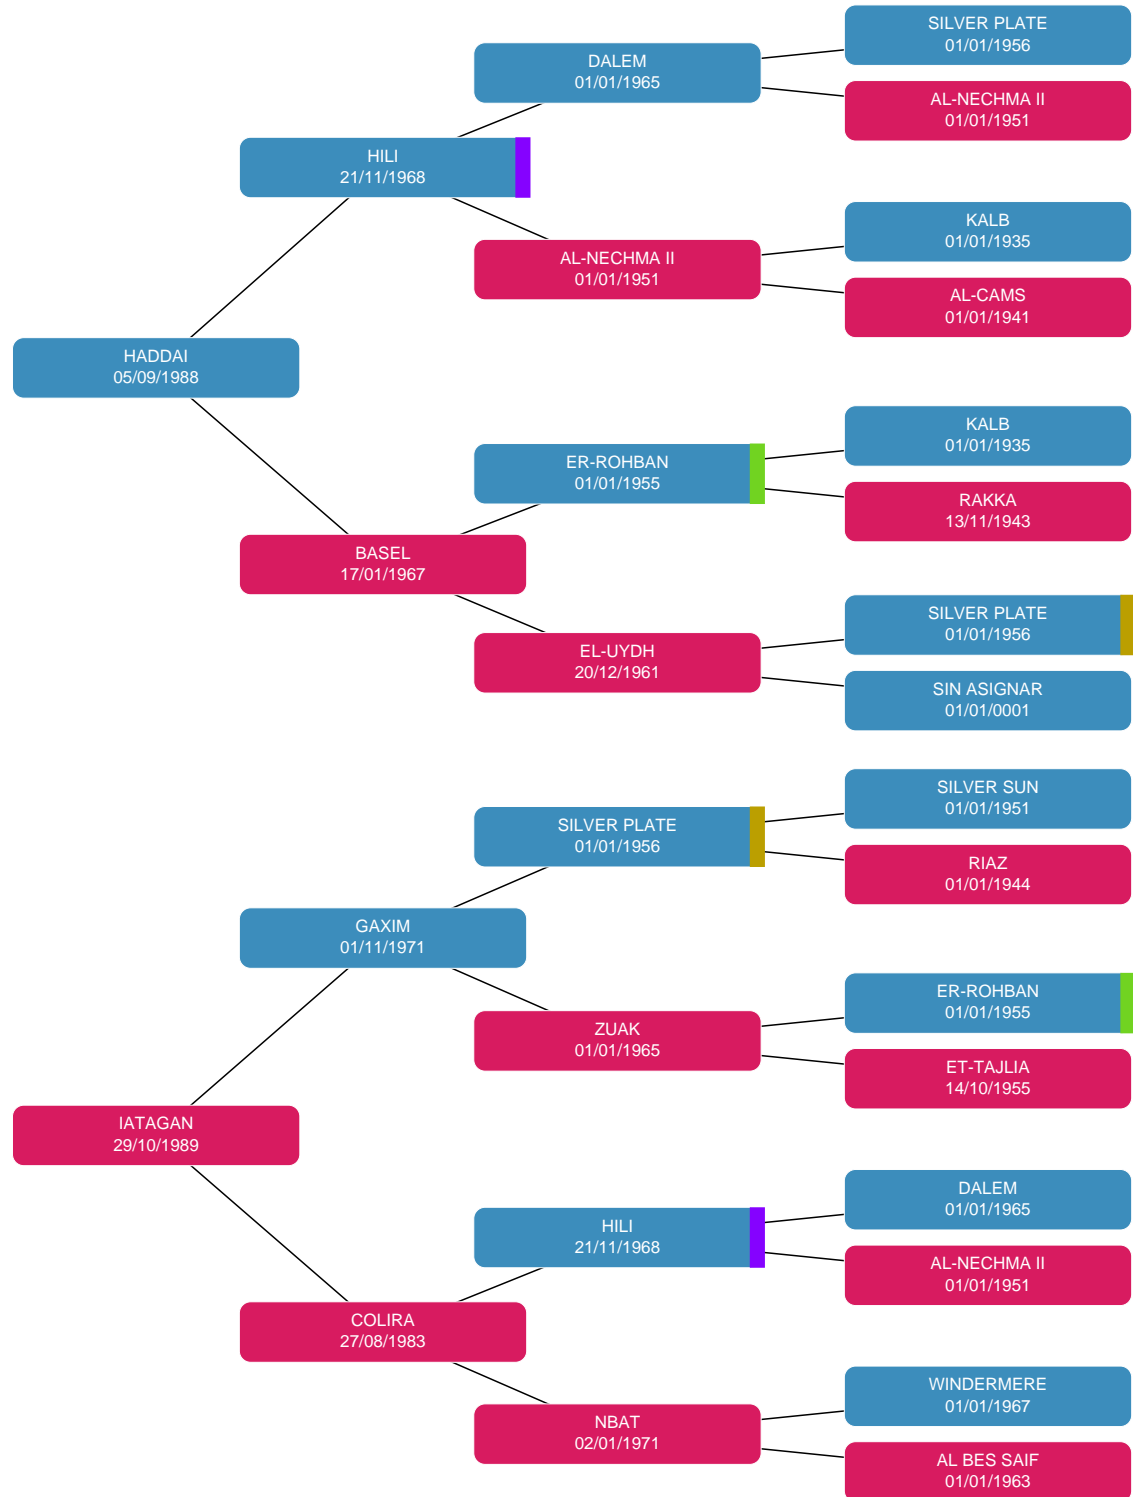 SILVER PLATE
01/01/1956
DALEM
01/01/1965
AL-NECHMA II
01/01/1951
HILI
21/11/1968
KALB
01/01/1935
AL-NECHMA II
01/01/1951
AL-CAMS
01/01/1941
HADDAI
05/09/1988
KALB
01/01/1935
ER-ROHBAN
01/01/1955
RAKKA
13/11/1943
BASEL
17/01/1967
SILVER PLATE
01/01/1956
EL-UYDH
20/12/1961
SIN ASIGNAR
01/01/0001
SILVER SUN
01/01/1951
SILVER PLATE
01/01/1956
RIAZ
01/01/1944
GAXIM
01/11/1971
ER-ROHBAN
01/01/1955
ZUAK
01/01/1965
ET-TAJLIA
14/10/1955
IATAGAN
29/10/1989
DALEM
01/01/1965
HILI
21/11/1968
AL-NECHMA II
01/01/1951
COLIRA
27/08/1983
WINDERMERE
01/01/1967
NBAT
02/01/1971
AL BES SAIF
01/01/1963